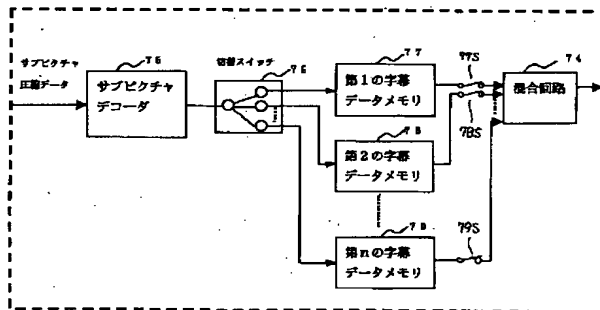 サブピクチャ
圧縮データ
75
サブピクチャ
デコーダ
切替スイッチ
76
77
第1の字幕
データメモリ
77S
78S
74
混合回路
78
第2の字幕
データメモリ
79
第nの字幕
データメモリ
79S